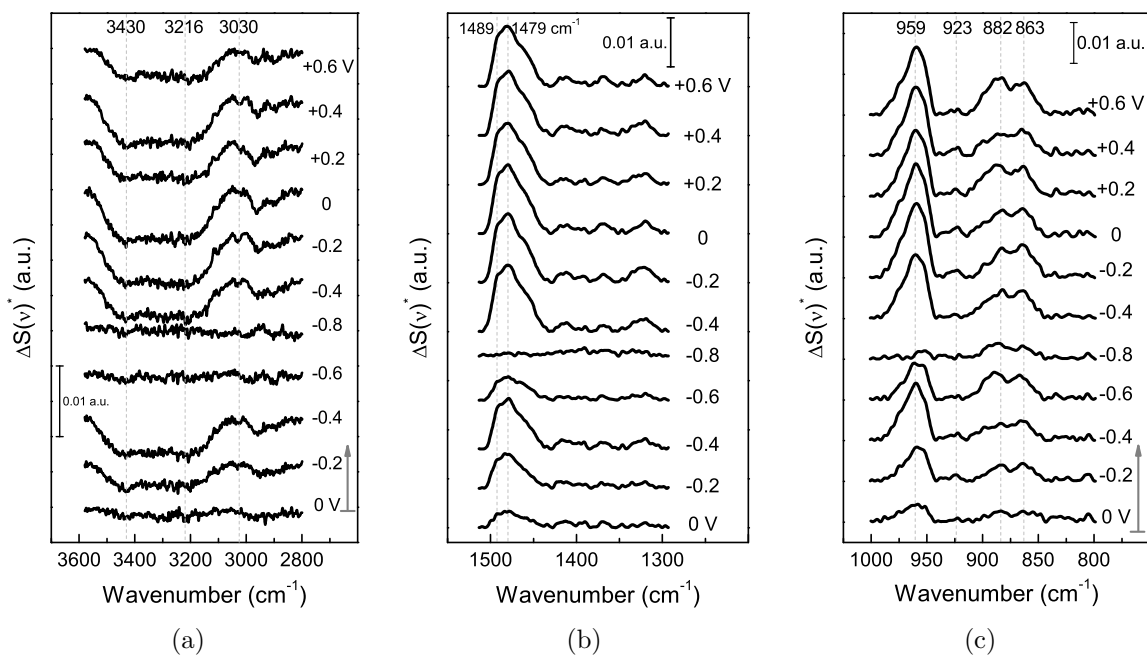 3430 3216 3030
+0.6 V
+0.4
+0.2
0
-0.2
-0.4
-0.8
-0.6
0.01 a.u.
-0.4
-0.2
0 V
ΔS(ν)* (a.u.)
3600 3400 3200 3000 2800
Wavenumber (cm⁻¹)
(a)
1489 1479 cm⁻¹
0.01 a.u.
+0.6 V
+0.4
+0.2
0
-0.2
-0.4
-0.8
-0.6
-0.4
-0.2
0 V
ΔS(ν)* (a.u.)
1500 1400 1300
Wavenumber (cm⁻¹)
(b)
959 923 882 863
0.01 a.u.
+0.6 V
+0.4
+0.2
0
-0.2
-0.4
-0.8
-0.6
-0.4
-0.2
0 V
ΔS(ν)* (a.u.)
1000 950 900 850 800
Wavenumber (cm⁻¹)
(c)